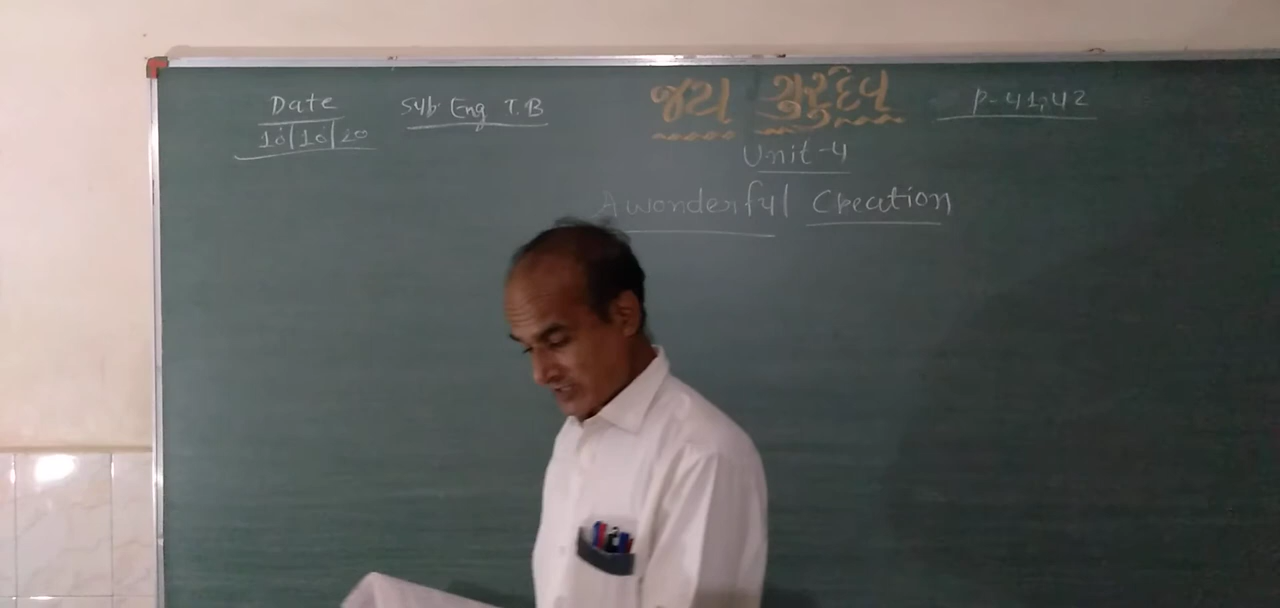 Date
10/10/20
Sub Eng T.B
જય ગુરુદેવ
P-41,42
Unit-4
A wonderful Creation